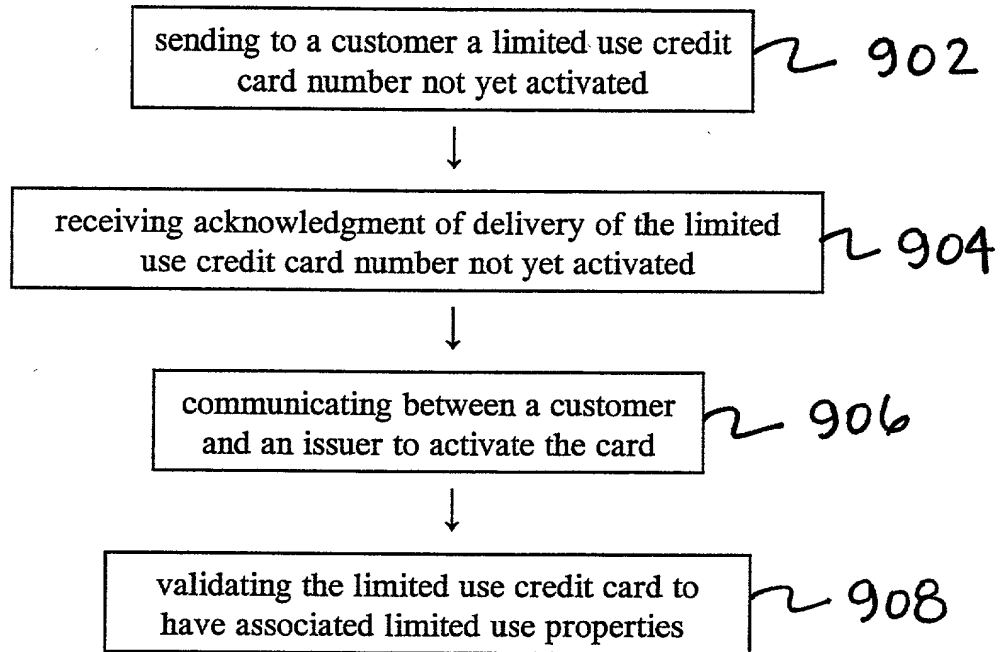 sending to a customer a limited use credit
card number not yet activated
902
receiving acknowledgment of delivery of the limited
use credit card number not yet activated
904
communicating between a customer
and an issuer to activate the card
906
validating the limited use credit card to
have associated limited use properties
908